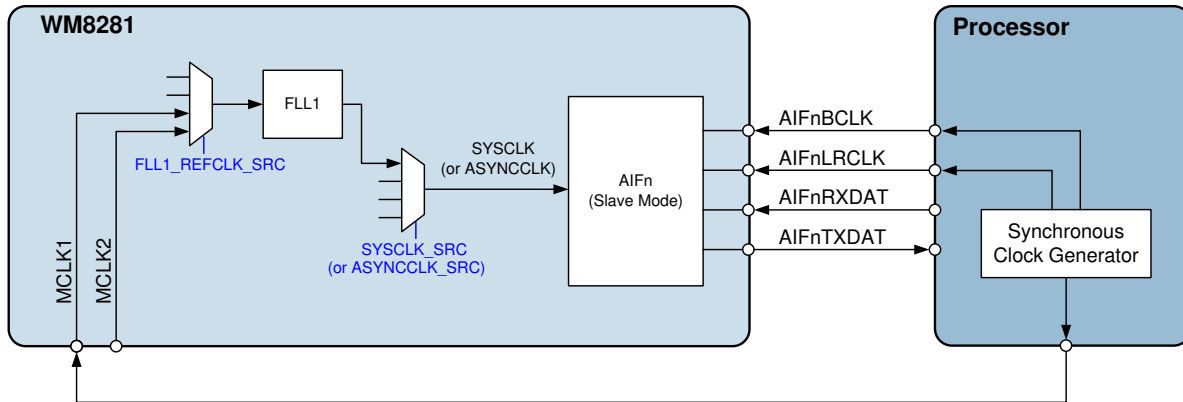 WM8281
Processor
FLL1
FLL1_REFCLK_SRC
SYSCLK
(or ASYNCCLK)
SYSCLK_SRC
(or ASYNCCLK_SRC)
AIFn
(Slave Mode)
AIFnBCLK
AIFnLRCLK
AIFnRXDAT
AIFnTXDAT
Synchronous
Clock Generator
MCLK1
MCLK2